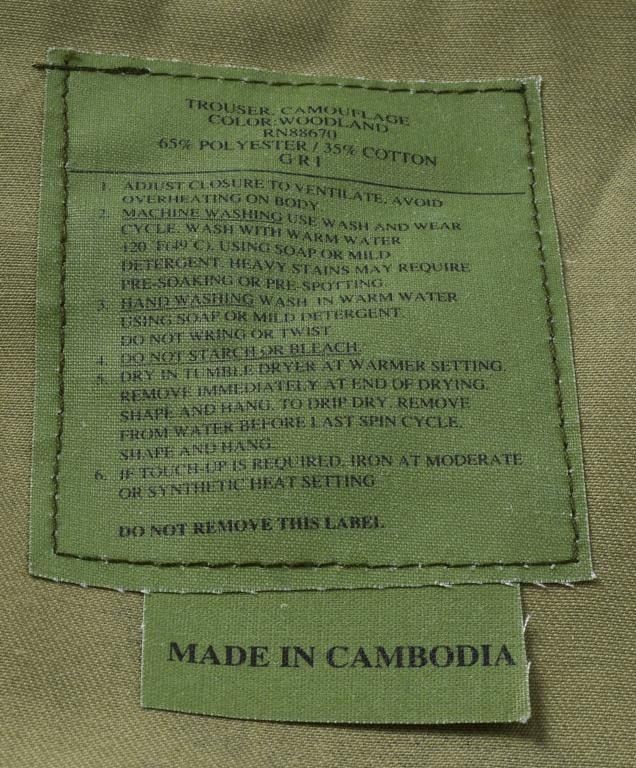 TROUSER, CAMOUFLAGE
COLOR: WOODLAND
RN88670
65% POLYESTER / 35% COTTON
GR1
1. ADJUST CLOSURE TO VENTILATE. AVOID
OVERHEATING ON BODY
2. MACHINE WASHING USE WASH AND WEAR
CYCLE. WASH WITH WARM WATER
120°F(49°C), USING SOAP OR MILD
DETERGENT. HEAVY STAINS MAY REQUIRE
PRE-SOAKING OR PRE-SPOTTING
3. HAND WASHING WASH IN WARM WATER
USING SOAP OR MILD DETERGENT.
DO NOT WRING OR TWIST
4. DO NOT STARCH OR BLEACH.
5. DRY IN TUMBLE DRYER AT WARMER SETTING.
REMOVE IMMEDIATELY AT END OF DRYING.
SHAPE AND HANG. TO DRIP DRY, REMOVE
FROM WATER BEFORE LAST SPIN CYCLE.
SHAPE AND HANG
6. IF TOUCH-UP IS REQUIRED, IRON AT MODERATE
OR SYNTHETIC HEAT SETTING
DO NOT REMOVE THIS LABEL
MADE IN CAMBODIA